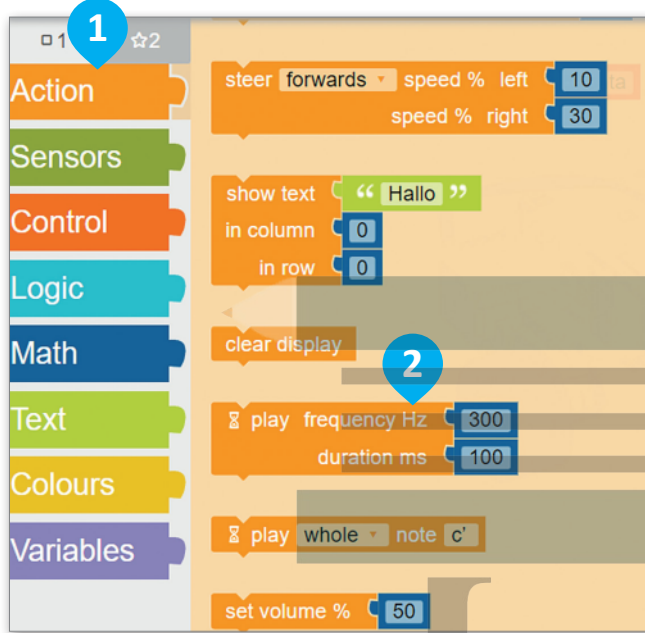 1
☐1 ☆2
Action
Sensors
Control
Logic
Math
Text
Colours
Variables
steer forwards speed % left 10
speed % right 30
show text “ Hallo ”
in column 0
in row 0
clear display
2
play frequency Hz 300
duration ms 100
play whole note c'
set volume % 50